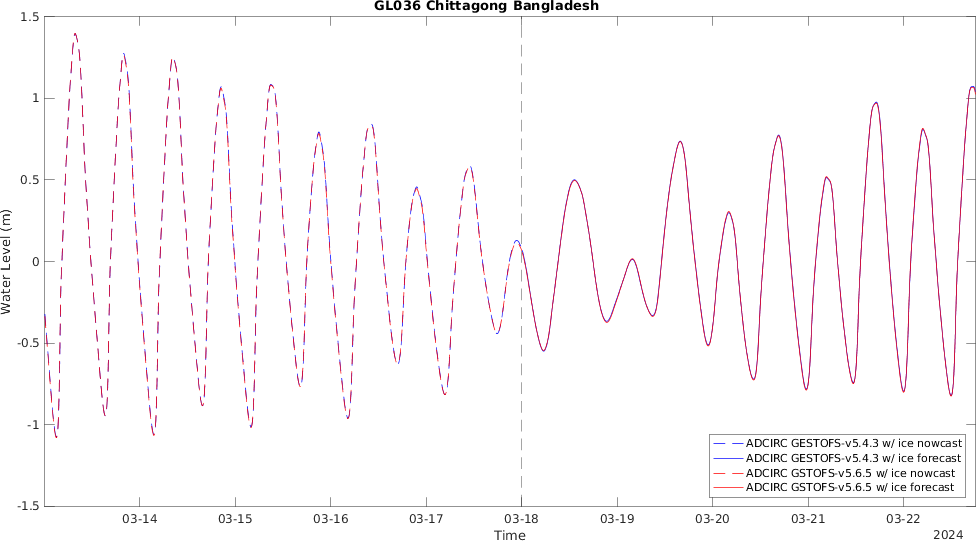 GL036 Chittagong Bangladesh
1.5
1
0.5
0
-0.5
-1
-1.5
Water Level (m)
ADCIRC GESTOFS-v5.4.3 w/ ice nowcast
ADCIRC GESTOFS-v5.4.3 w/ ice forecast
ADCIRC GSTOFS-v5.6.5 w/ ice nowcast
ADCIRC GSTOFS-v5.6.5 w/ ice forecast
03-14 03-15 03-16 03-17 03-18 03-19 03-20 03-21 03-22
Time
2024